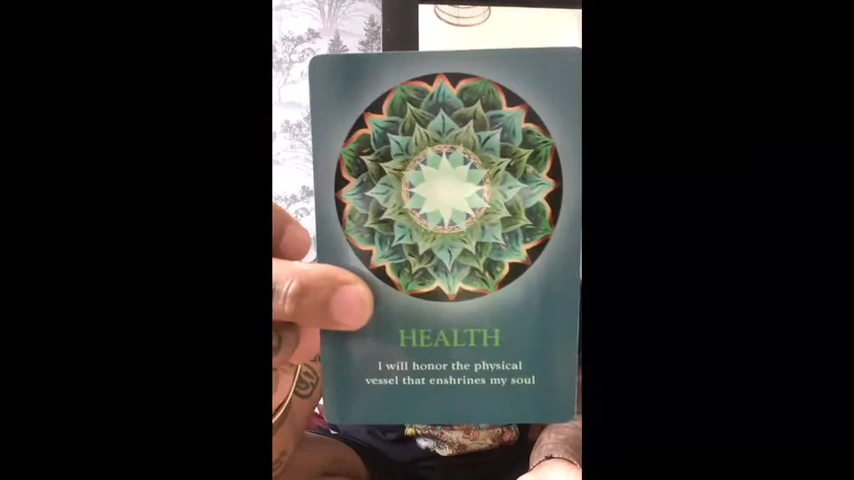 HEALTH
I will honor the physical
vessel that enshrines my soul